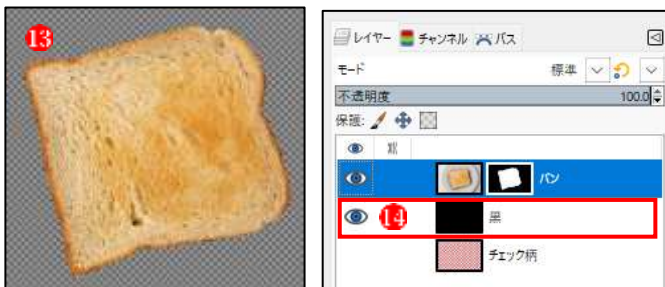 13
レイヤー チャンネル パス
モード 標準
不透明度 100.0
保護:
パン
14 黒
チェック柄